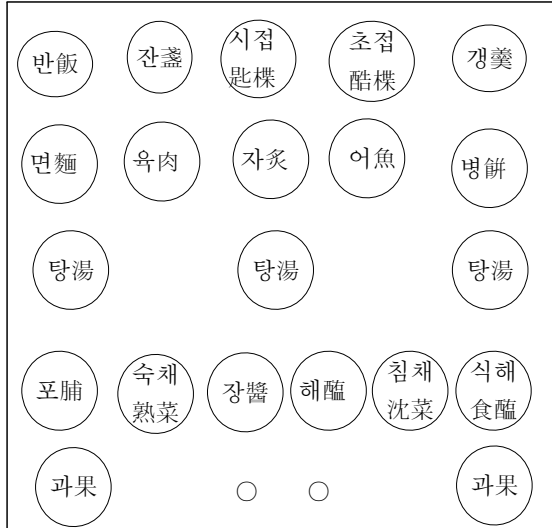 반飯 잔盞 시접匙楪 초접酷楪 갱羹
면麵 육肉 자炙 어魚 병餠
탕湯 탕湯 탕湯
포脯 숙채熟菜 장醬 해醢 침채沈菜 식해食醢
과果 ○ ○ 과果